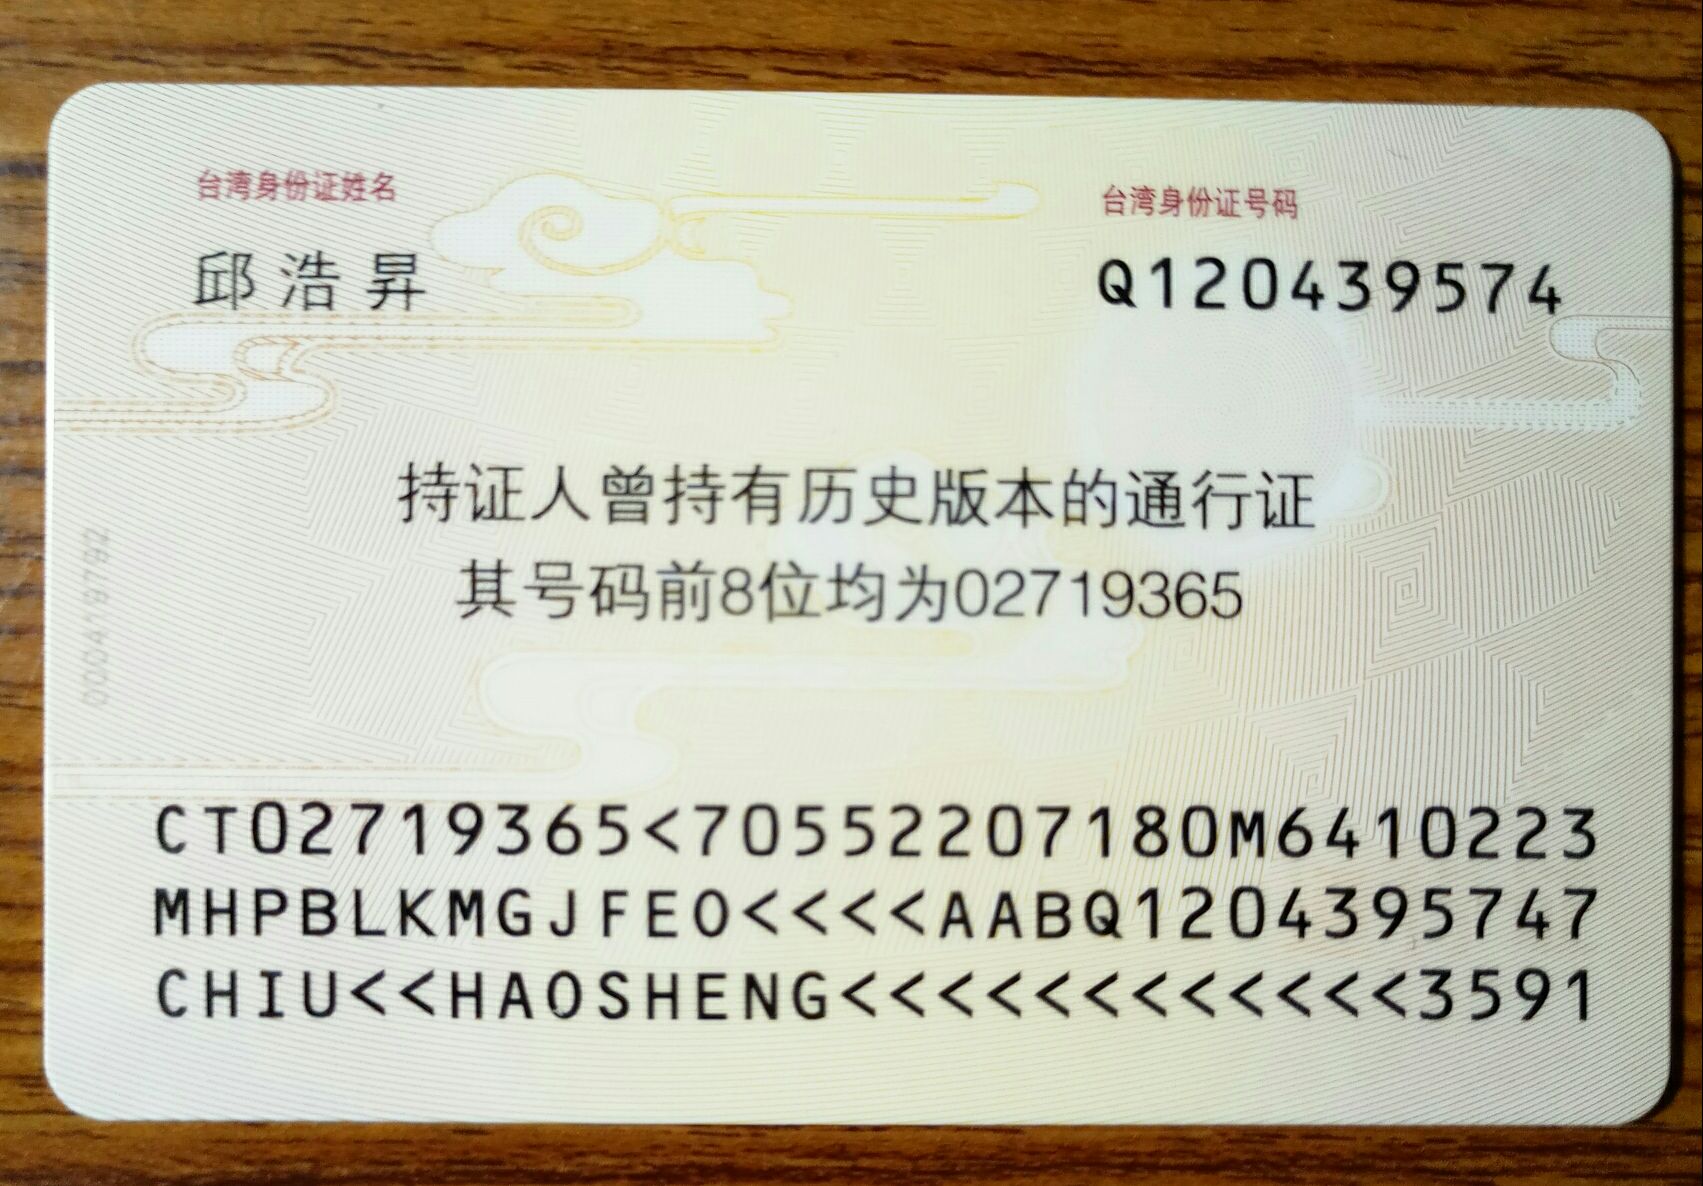 台湾身份证姓名
台湾身份证号码
邱浩昇
Q120439574
持证人曾持有历史版本的通行证
其号码前8位均为02719365
CT02719365<70552207180M6410223
MHPBLKMGJFEO<<<<AABQ1204395747
CHIU<<HAOSHENG<<<<<<<<<<<<3591